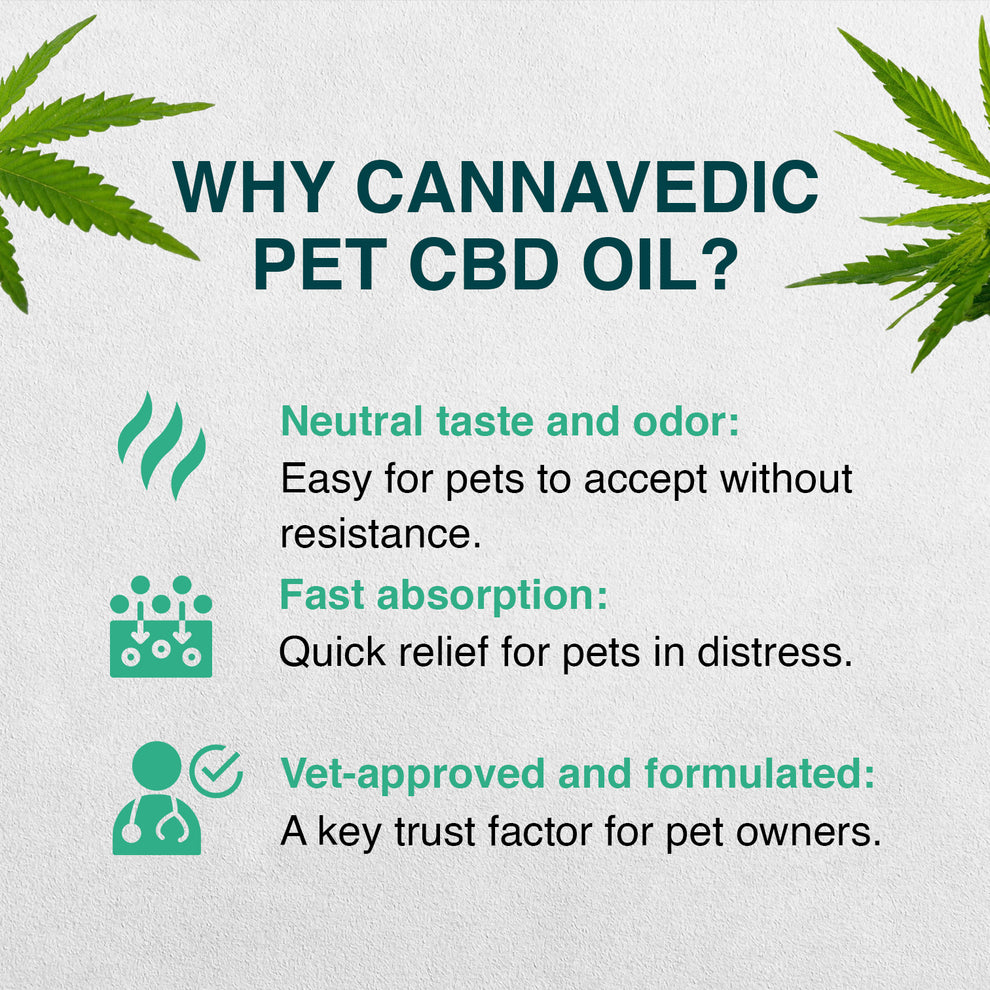 WHY CANNAVEDIC
PET CBD OIL?
Neutral taste and odor:
Easy for pets to accept without
resistance.
Fast absorption:
Quick relief for pets in distress.
Vet-approved and formulated:
A key trust factor for pet owners.